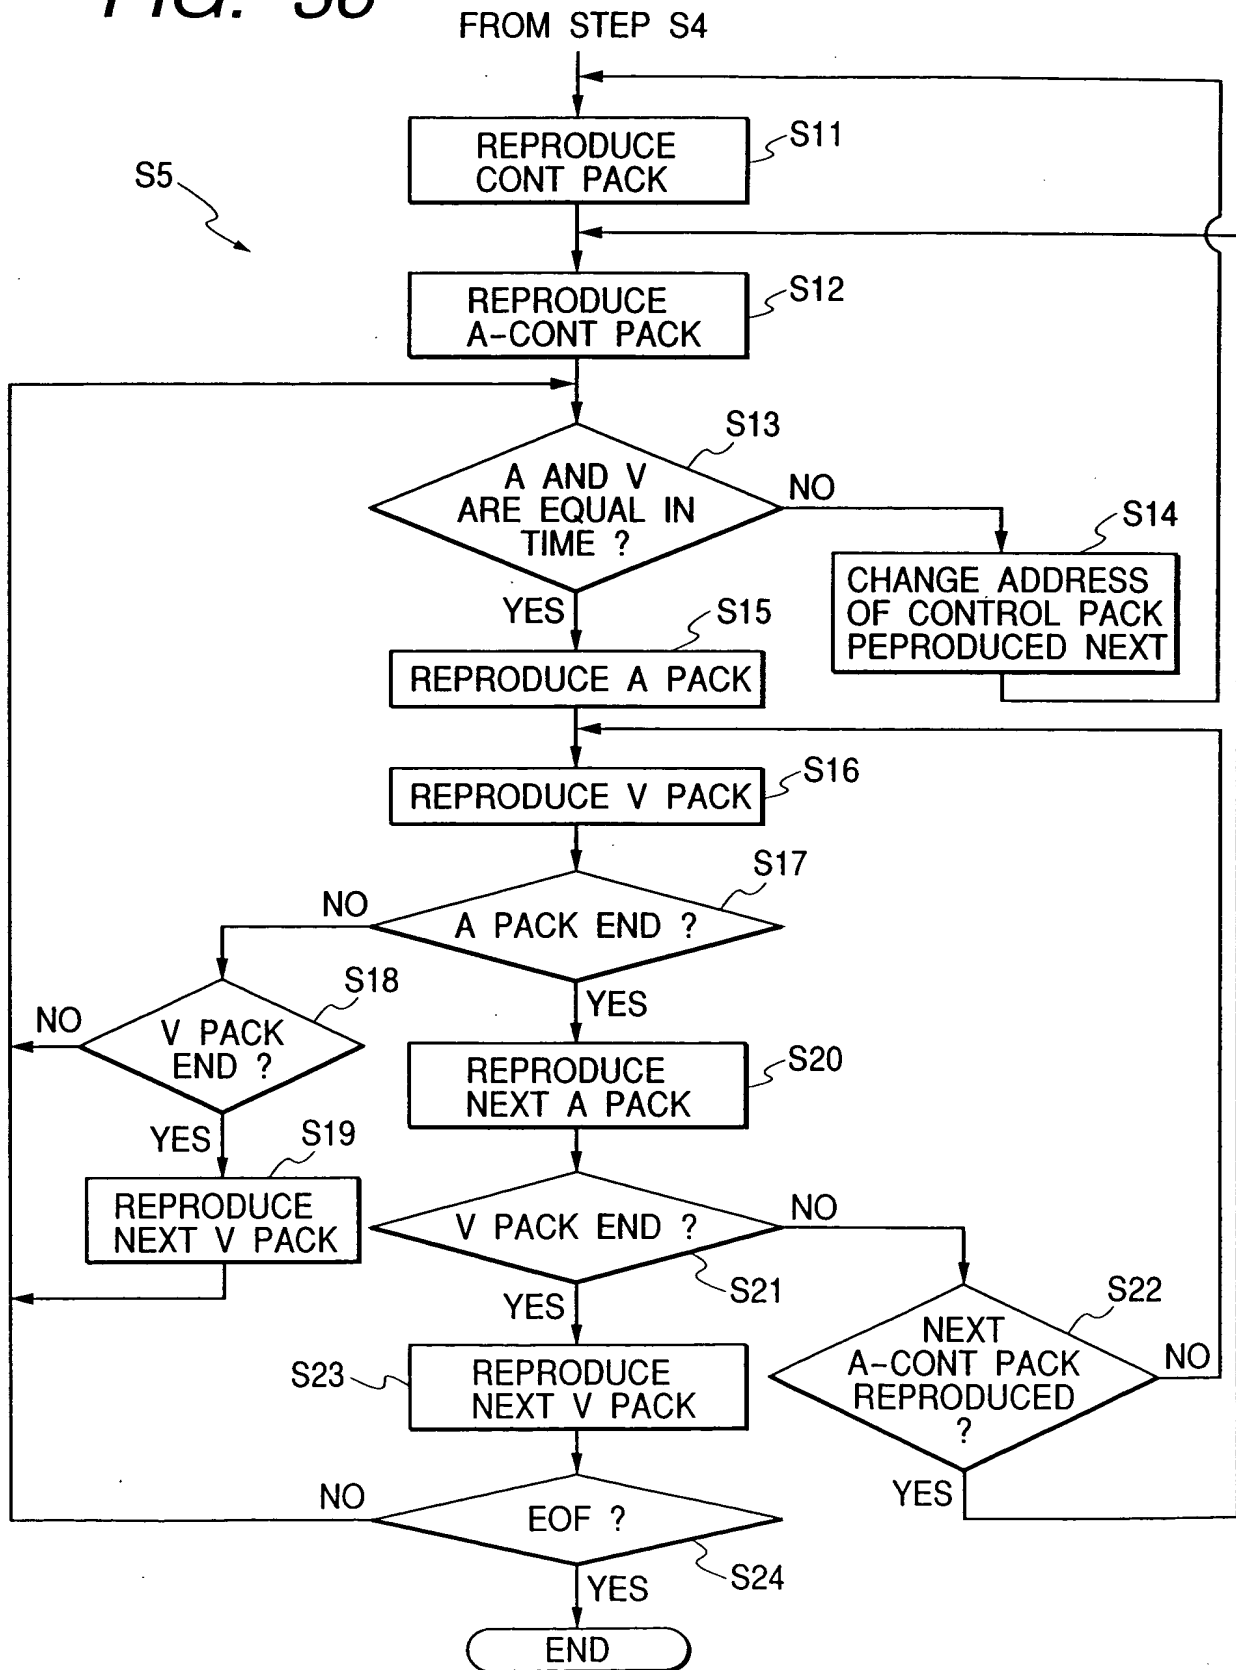 FROM STEP S4
REPRODUCE
CONT PACK
S11
S5
REPRODUCE
A-CONT PACK
S12
A AND V
ARE EQUAL IN
TIME ?
S13
NO
YES
S14
CHANGE ADDRESS
OF CONTROL PACK
PEPRODUCED NEXT
S15
REPRODUCE A PACK
S16
REPRODUCE V PACK
S17
A PACK END ?
NO
YES
S18
V PACK
END ?
NO
YES
S19
REPRODUCE
NEXT V PACK
S20
REPRODUCE
NEXT A PACK
V PACK END ?
NO
S21
YES
S22
NEXT
A-CONT PACK
REPRODUCED
?
NO
YES
S23
REPRODUCE
NEXT V PACK
EOF ?
NO
S24
YES
END